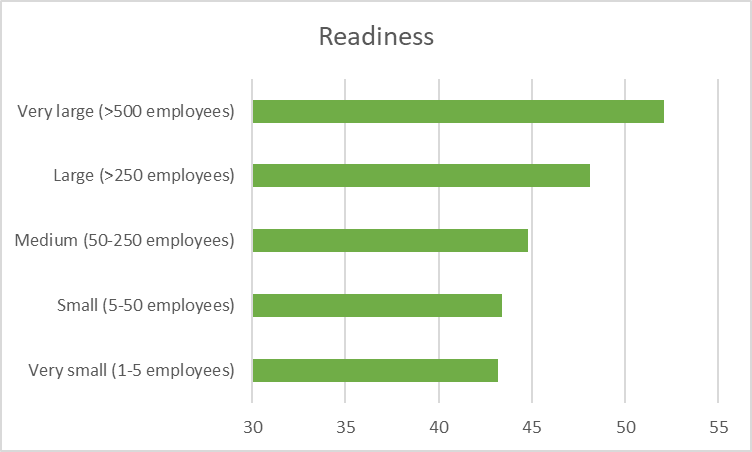 Readiness
Very large (>500 employees)
Large (>250 employees)
Medium (50-250 employees)
Small (5-50 employees)
Very small (1-5 employees)
30 35 40 45 50 55